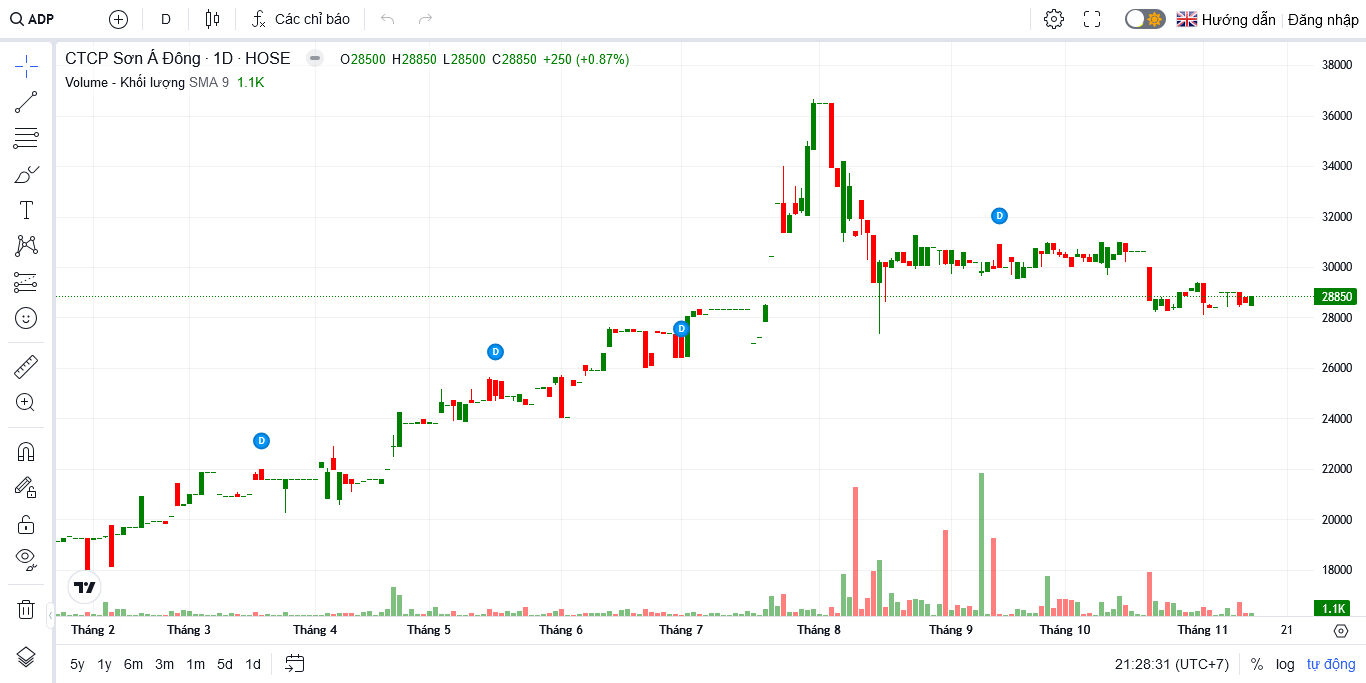 ADP D Các chỉ báo Hướng dẫn Đăng nhập
CTCP Sơn Á Đông · 1D · HOSE O28500 H28850 L28500 C28850 +250 (+0.87%)
Volume - Khối lượng SMA 9 1.1K
38000
36000
34000
32000
30000
28850
28000
26000
24000
22000
20000
18000
1.1K
D
D
D
D
Tháng 2 Tháng 3 Tháng 4 Tháng 5 Tháng 6 Tháng 7 Tháng 8 Tháng 9 Tháng 10 Tháng 11 21
5y 1y 6m 3m 1m 5d 1d 21:28:31 (UTC+7) % log tự động